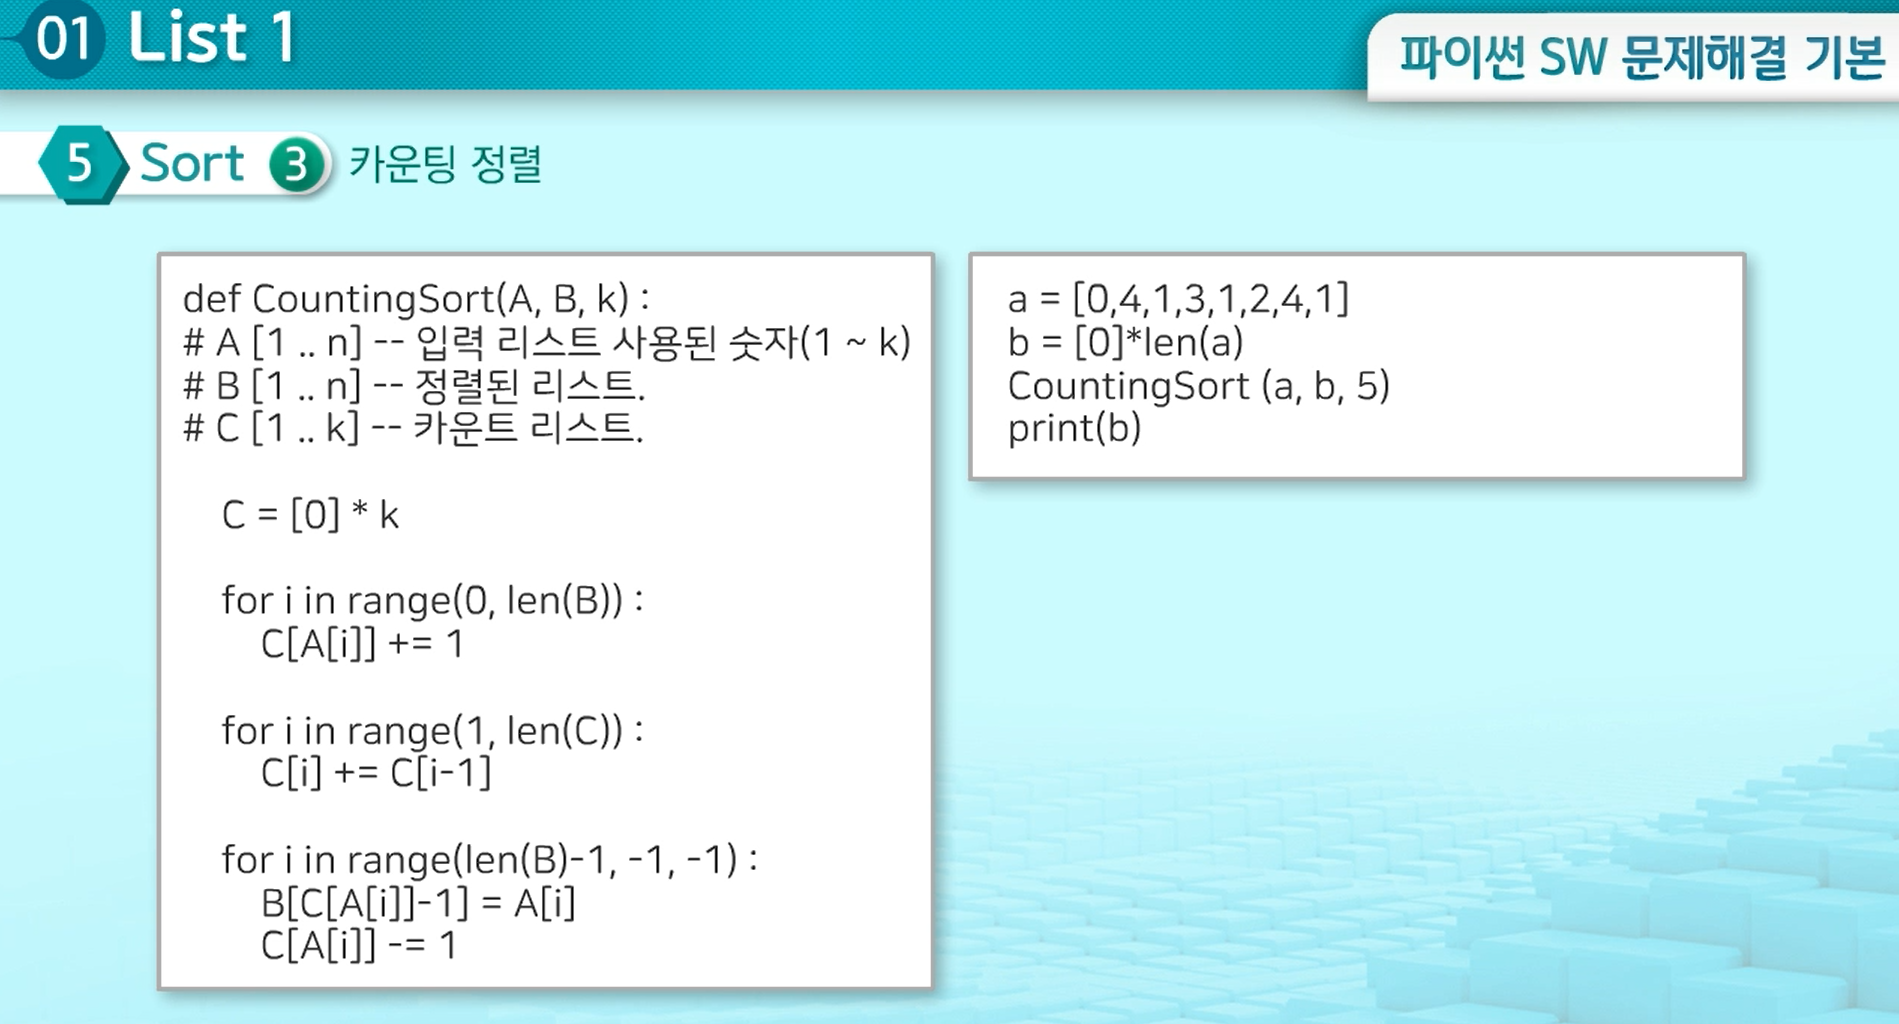 01 List 1
파이썬 SW 문제해결 기본
5 Sort 3 카운팅 정렬
def CountingSort(A, B, k) :
# A [1 .. n] -- 입력 리스트 사용된 숫자(1 ~ k)
# B [1 .. n] -- 정렬된 리스트.
# C [1 .. k] -- 카운트 리스트.
C = [0] * k
for i in range(0, len(B)) :
C[A[i]] += 1
for i in range(1, len(C)) :
C[i] += C[i-1]
for i in range(len(B)-1, -1, -1) :
B[C[A[i]]-1] = A[i]
C[A[i]] -= 1
a = [0,4,1,3,1,2,4,1]
b = [0]*len(a)
CountingSort (a, b, 5)
print(b)